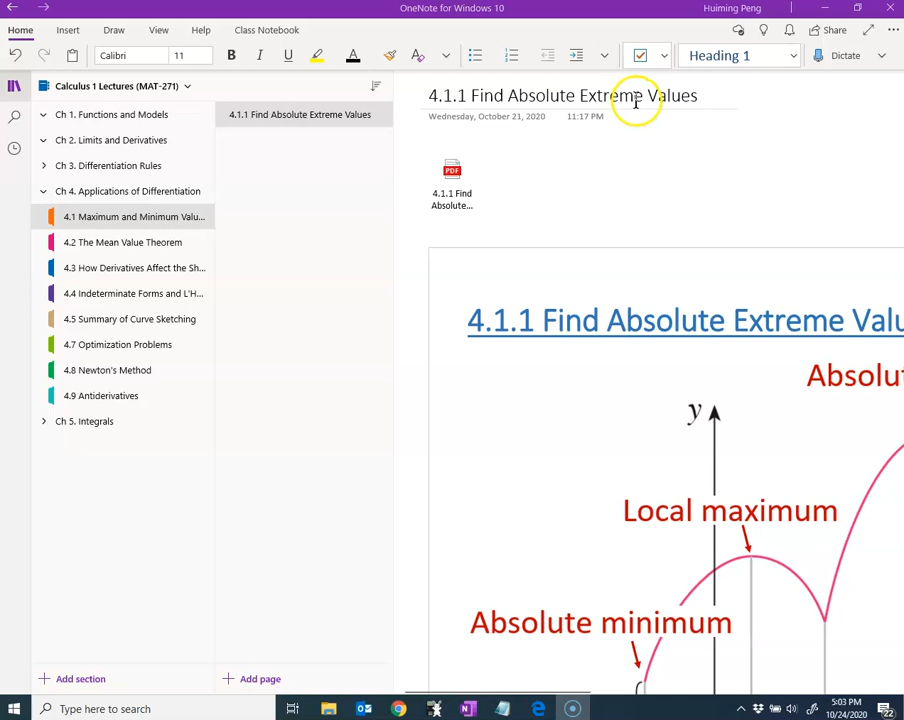 OneNote for Windows 10
Huiming Peng
Home Insert Draw View Help Class Notebook
Share
Calibri 11 B I U A Heading 1 Dictate
Calculus 1 Lectures (MAT-271)
Ch 1. Functions and Models
Ch 2. Limits and Derivatives
Ch 3. Differentiation Rules
Ch 4. Applications of Differentiation
4.1 Maximum and Minimum Valu...
4.2 The Mean Value Theorem
4.3 How Derivatives Affect the Sh...
4.4 Indeterminate Forms and L'H...
4.5 Summary of Curve Sketching
4.7 Optimization Problems
4.8 Newton's Method
4.9 Antiderivatives
Ch 5. Integrals
Add section
4.1.1 Find Absolute Extreme Values
Add page
4.1.1 Find Absolute Extreme Values
Wednesday, October 21, 2020 11:17 PM
PDF
4.1.1 Find
Absolute...
4.1.1 Find Absolute Extreme Valu
Absolut
y
Local maximum
Absolute minimum
Type here to search
5:03 PM
10/24/2020
22